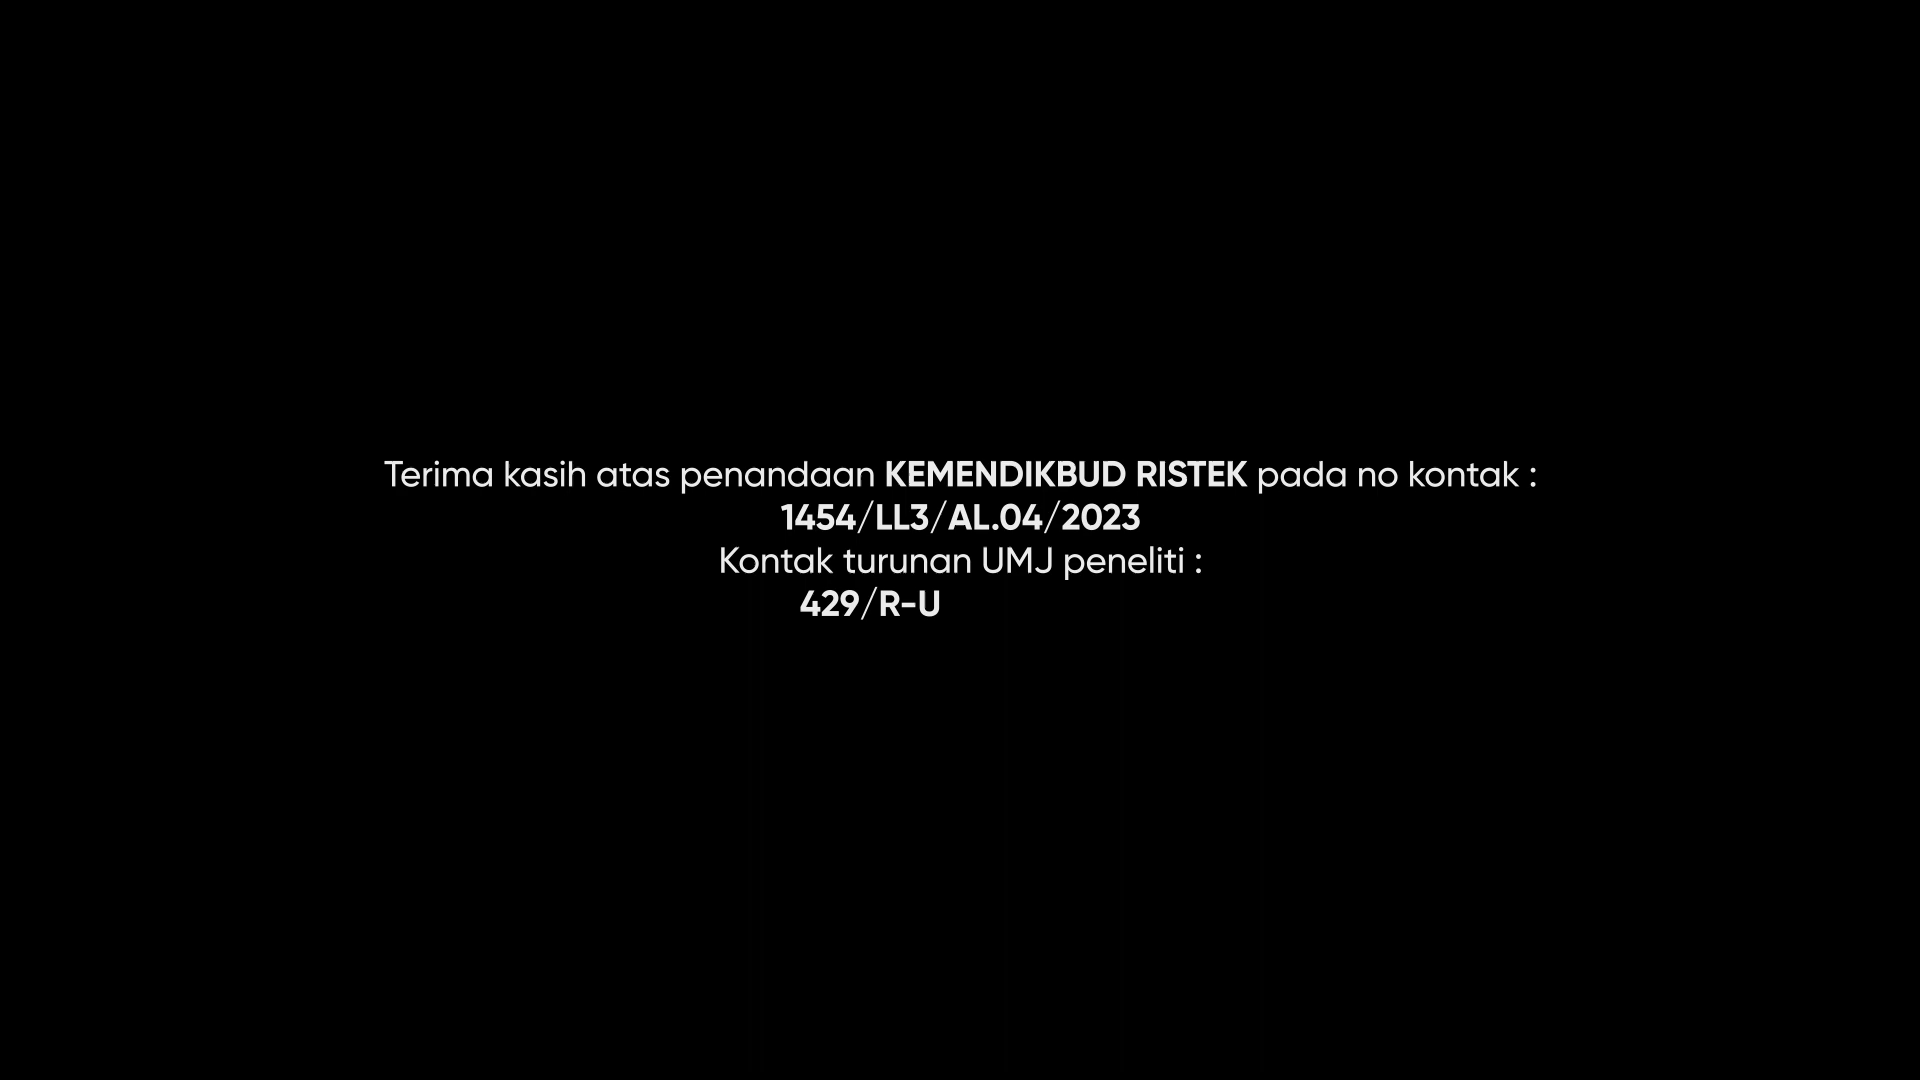 Terima kasih atas penandaan KEMENDIKBUD RISTEK pada no kontak :
1454/LL3/AL.04/2023
Kontak turunan UMJ peneliti :
429/R-U